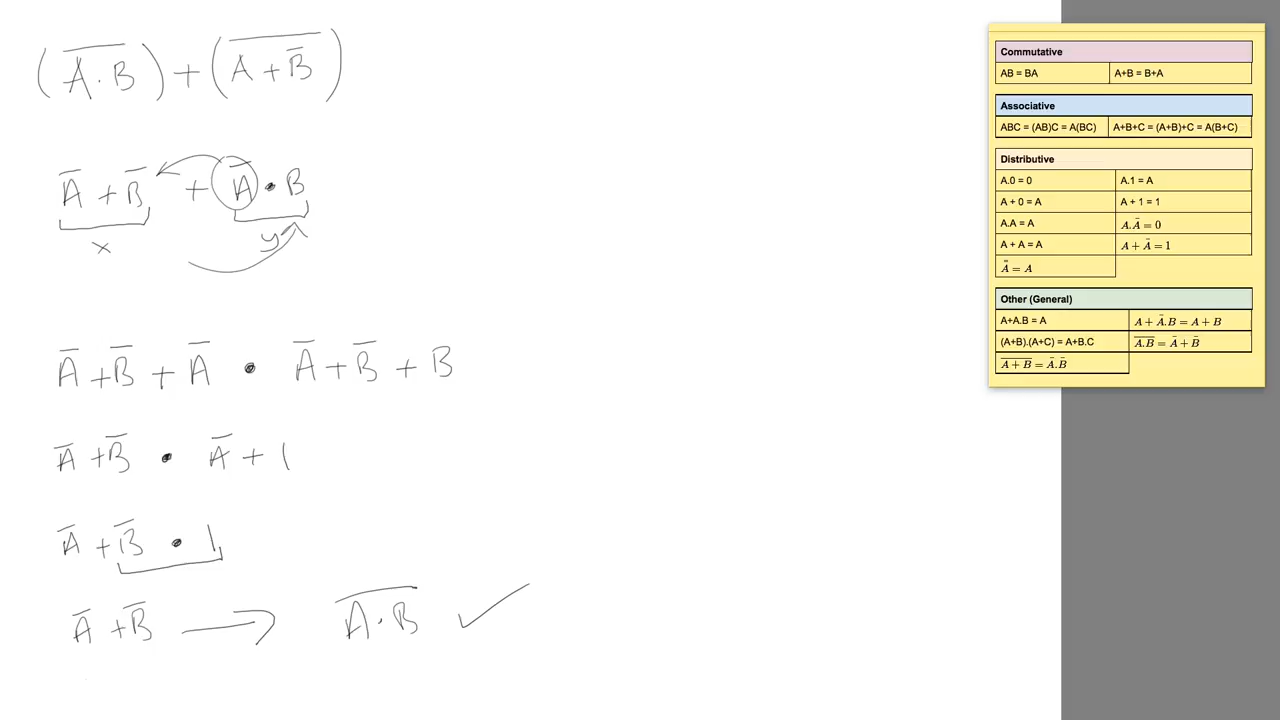 (A̅·̅B̅) + (A̅ ̅+̅ ̅B̅̅)
A̅ + B̅ + A̅ · B
x y
A̅ + B̅ + A̅ · A̅ + B̅ + B
A̅ + B̅ · A̅ + 1
A̅ + B̅ · 1
A̅ + B̅ → A̅·̅B̅ ✓
Commutative
AB = BA A+B = B+A
Associative
ABC = (AB)C = A(BC) A+B+C = (A+B)+C = A(B+C)
Distributive
A.0 = 0 A.1 = A
A + 0 = A A + 1 = 1
A.A = A A.Ā = 0
A + A = A A + Ā = 1
A̿ = A
Other (General)
A+A.B = A A + Ā.B = A + B
(A+B).(A+C) = A+B.C A̅.̅B̅ = Ā + B̅
A̅ ̅+̅ ̅B̅ = Ā.B̅